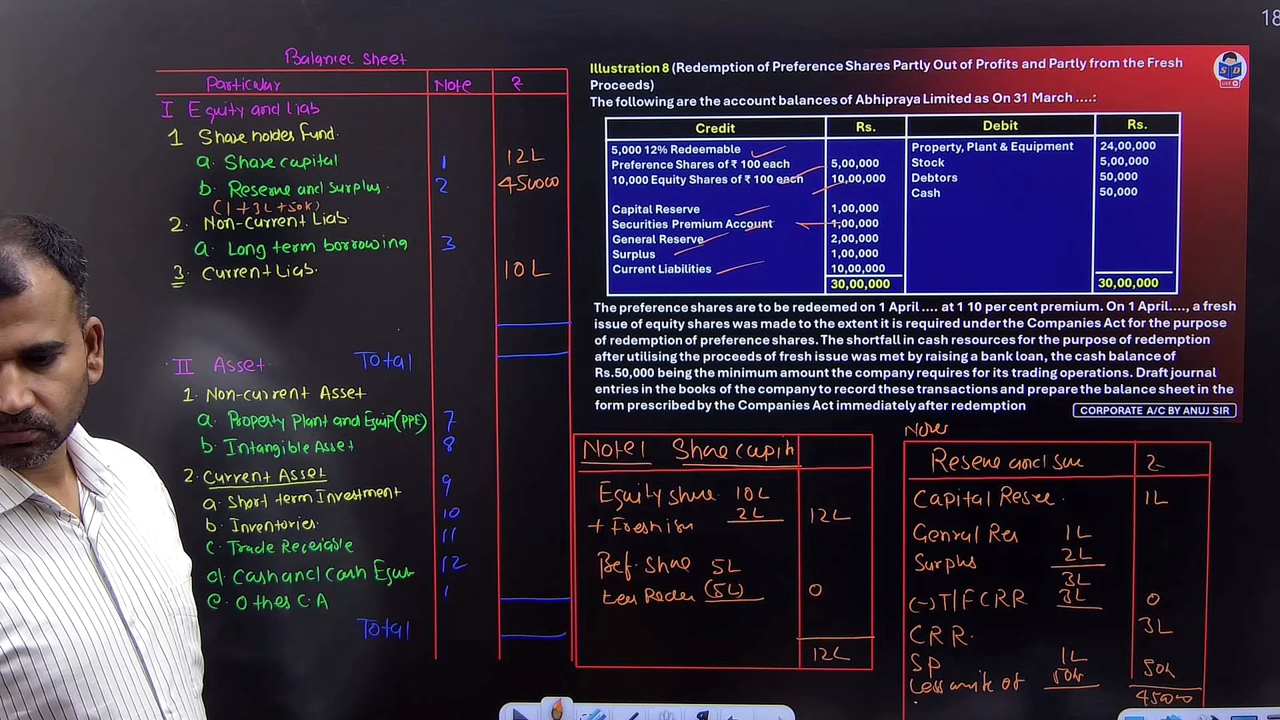 18
Balaniec sheet
Particular Note ₹
I Equity and liab
1 Share holdes Fund.
a. Share capital 1 12L
b. Reserve and Surplus. 2 450000
(1+3L+50K)
2. Non-current Liab.
a. Long term borrowing 3
3. Current Liab. 10L
Total
II Asset.
1. Non-current Asset
a. Property Plant and Equip(PPE) 7
b. Intangible Asset 8
2. Current Asset
a. Short term Investment 9
b. Inventories. 10
c. Trade Receiable 11
d) Cash and cash Equi 12
e. Othes C.A 1
Total
Illustration 8 (Redemption of Preference Shares Partly Out of Profits and Partly from the Fresh
Proceeds)
The following are the account balances of Abhipraya Limited as On 31 March ....:
Credit Rs. Debit Rs.
5,000 12% Redeemable Property, Plant & Equipment 24,00,000
Preference Shares of ₹ 100 each 5,00,000 Stock 5,00,000
10,000 Equity Shares of ₹ 100 each 10,00,000 Debtors 50,000
Cash 50,000
Capital Reserve 1,00,000
Securities Premium Account 1,00,000
General Reserve 2,00,000
Surplus 1,00,000
Current Liabilities 10,00,000
30,00,000 30,00,000
The preference shares are to be redeemed on 1 April .... at 1 10 per cent premium. On 1 April...., a fresh
issue of equity shares was made to the extent it is required under the Companies Act for the purpose
of redemption of preference shares. The shortfall in cash resources for the purpose of redemption
after utilising the proceeds of fresh issue was met by raising a bank loan, the cash balance of
Rs.50,000 being the minimum amount the company requires for its trading operations. Draft journal
entries in the books of the company to record these transactions and prepare the balance sheet in the
form prescribed by the Companies Act immediately after redemption
CORPORATE A/C BY ANUJ SIR
Note1 Share capit
Equity share 10L
+ Fresh issu 2L 12L
Pref. Share 5L
Less Redem (5L) 0
12L
Reserve and Sur 2
Capital Reserve. 1L
Genral Res 1L
Surplus 2L
3L
(-) T/F CRR 3L 0
CRR. 3L
SP 1L
Less write of 50k 50k
45000